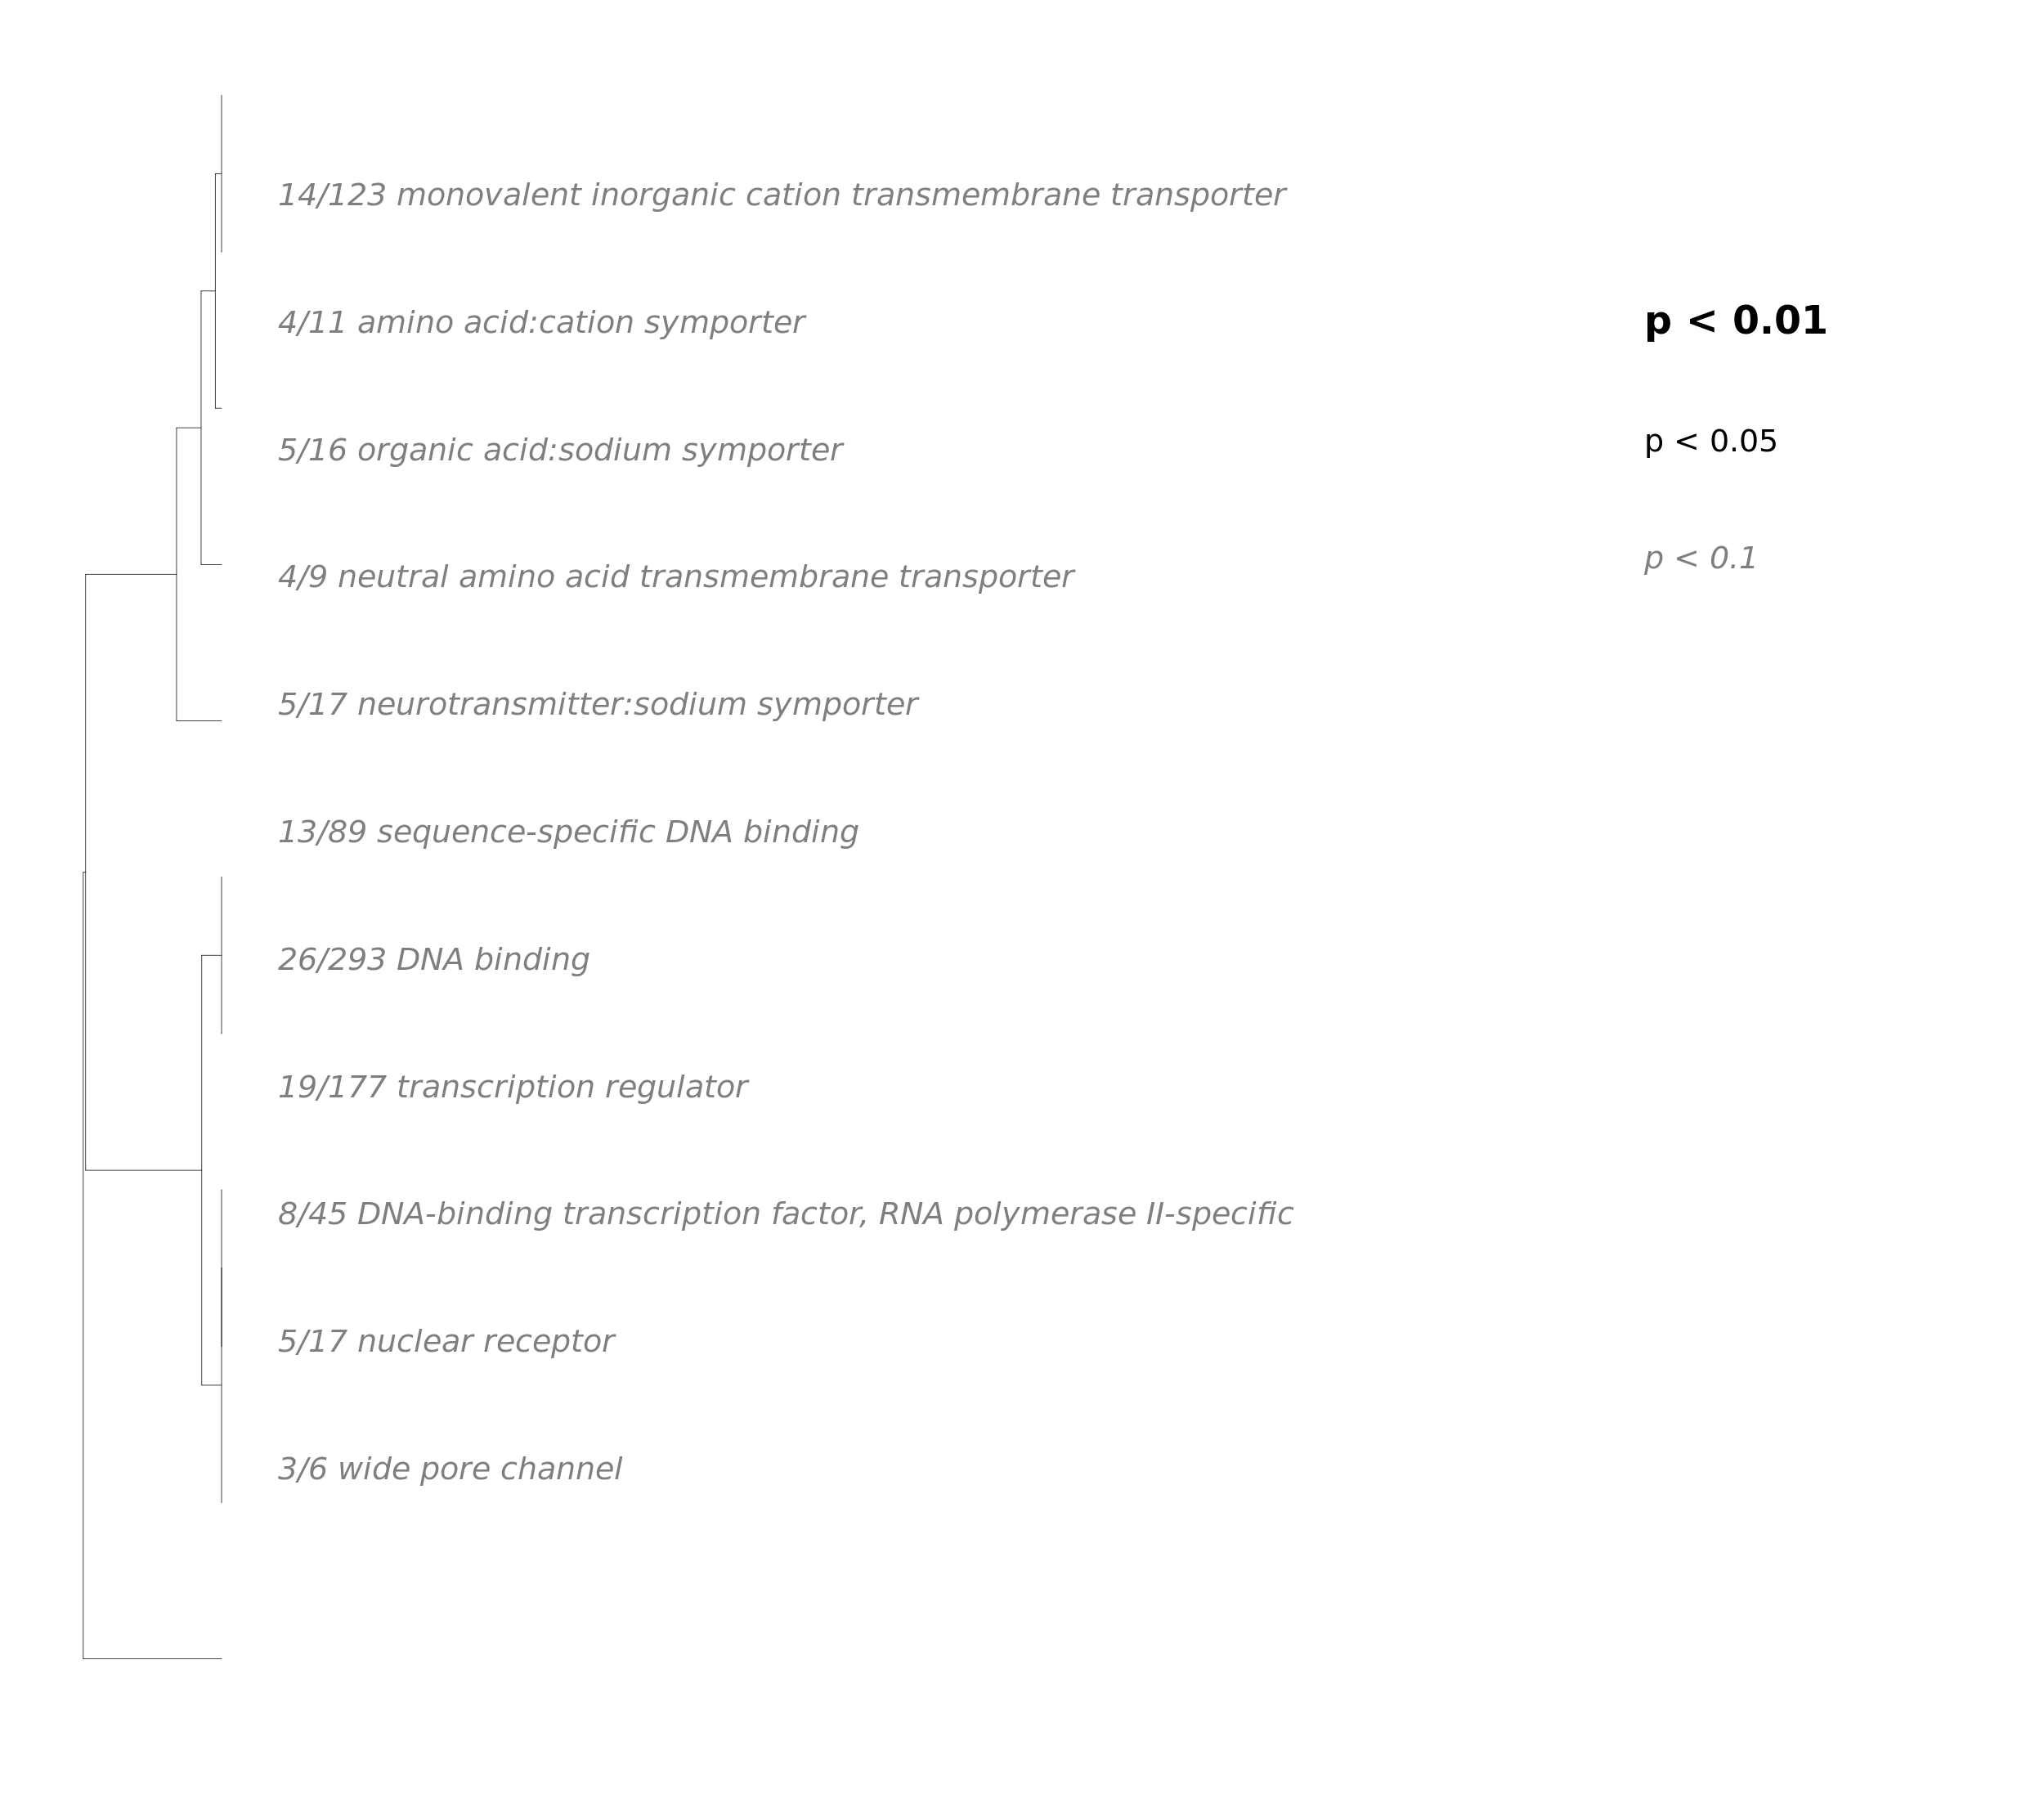 14/123 monovalent inorganic cation transmembrane transporter
4/11 amino acid:cation symporter
p < 0.01
5/16 organic acid:sodium symporter
p < 0.05
4/9 neutral amino acid transmembrane transporter
p < 0.1
5/17 neurotransmitter:sodium symporter
13/89 sequence-specific DNA binding
26/293 DNA binding
19/177 transcription regulator
8/45 DNA-binding transcription factor, RNA polymerase II-specific
5/17 nuclear receptor
3/6 wide pore channel